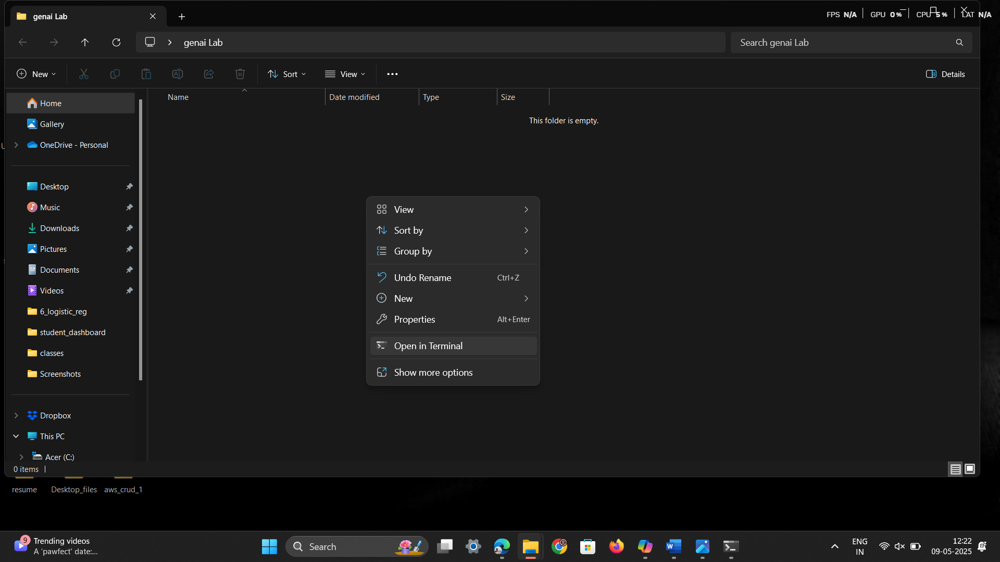 genai Lab
FPS N/A GPU 0% CPU 5% LAT N/A
genai Lab
Search genai Lab
New
Sort
View
Details
Name
Date modified
Type
Size
This folder is empty.
Home
Gallery
OneDrive - Personal
Desktop
Music
Downloads
Pictures
Documents
Videos
6_logistic_reg
student_dashboard
classes
Screenshots
Dropbox
This PC
Acer (C:)
View
Sort by
Group by
Undo Rename Ctrl+Z
New
Properties Alt+Enter
Open in Terminal
Show more options
0 items
resume
Desktop_files
aws_crud_1
9
Trending videos
A 'pawfect' date:...
Search
ENG
IN
12:22
09-05-2025